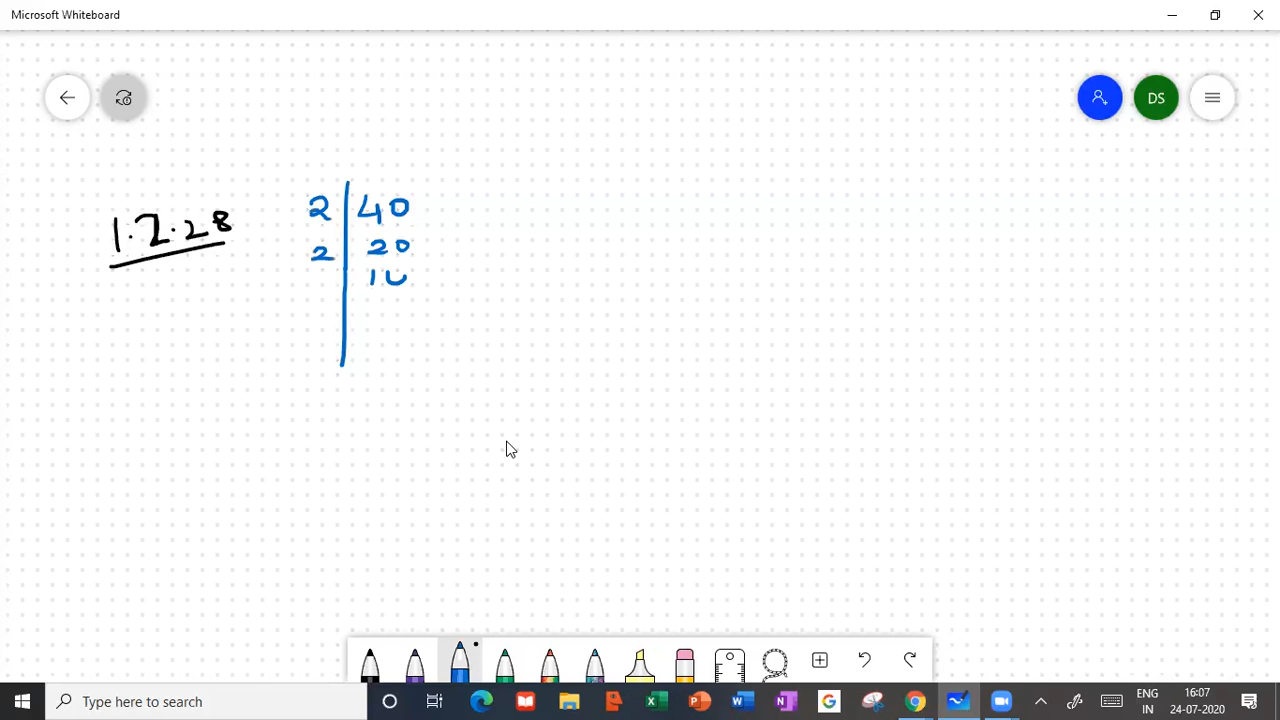 Microsoft Whiteboard
DS
1.2.28
2 | 40
2 | 20
10
Type here to search
ENG
IN
16:07
24-07-2020